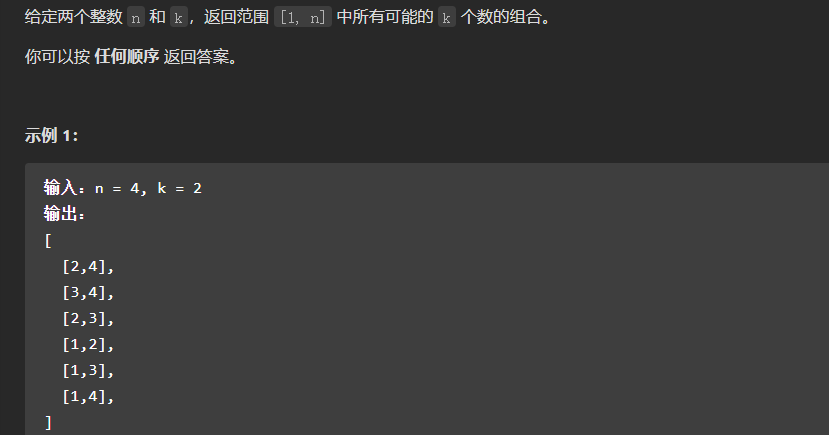 给定两个整数 n 和 k，返回范围 [1, n] 中所有可能的 k 个数的组合。
你可以按 任何顺序 返回答案。
示例 1：
输入：n = 4, k = 2
输出：
[
  [2,4],
  [3,4],
  [2,3],
  [1,2],
  [1,3],
  [1,4],
]